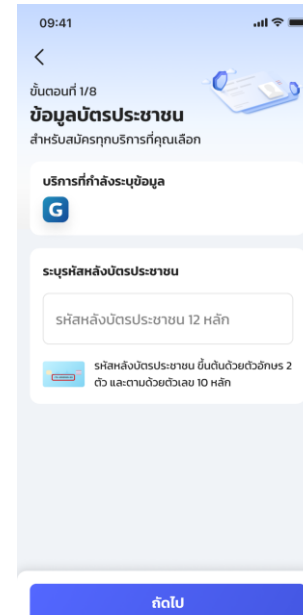 09:41
ขั้นตอนที่ 1/8
ข้อมูลบัตรประชาชน
สำหรับสมัครทุกบริการที่คุณเลือก
บริการที่กำลังระบุข้อมูล
G
ระบุรหัสหลังบัตรประชาชน
รหัสหลังบัตรประชาชน 12 หลัก
รหัสหลังบัตรประชาชน ขึ้นต้นด้วยตัวอักษร 2
ตัว และตามด้วยตัวเลข 10 หลัก
ถัดไป